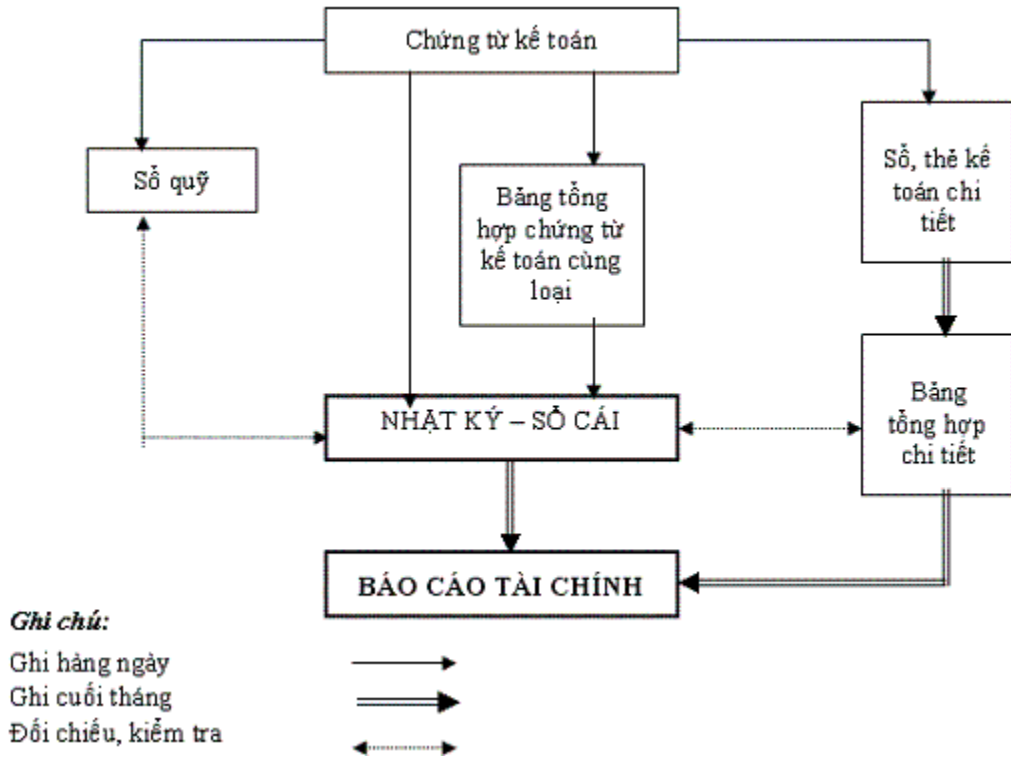 Chứng từ kế toán
Sổ quỹ
Bảng tổng
hợp chứng từ
kế toán cùng
loại
Sổ, thẻ kế
toán chi
tiết
NHẬT KÝ – SỔ CÁI
Bảng
tổng hợp
chi tiết
BÁO CÁO TÀI CHÍNH
Ghi chú:
Ghi hàng ngày
Ghi cuối tháng
Đối chiếu, kiểm tra